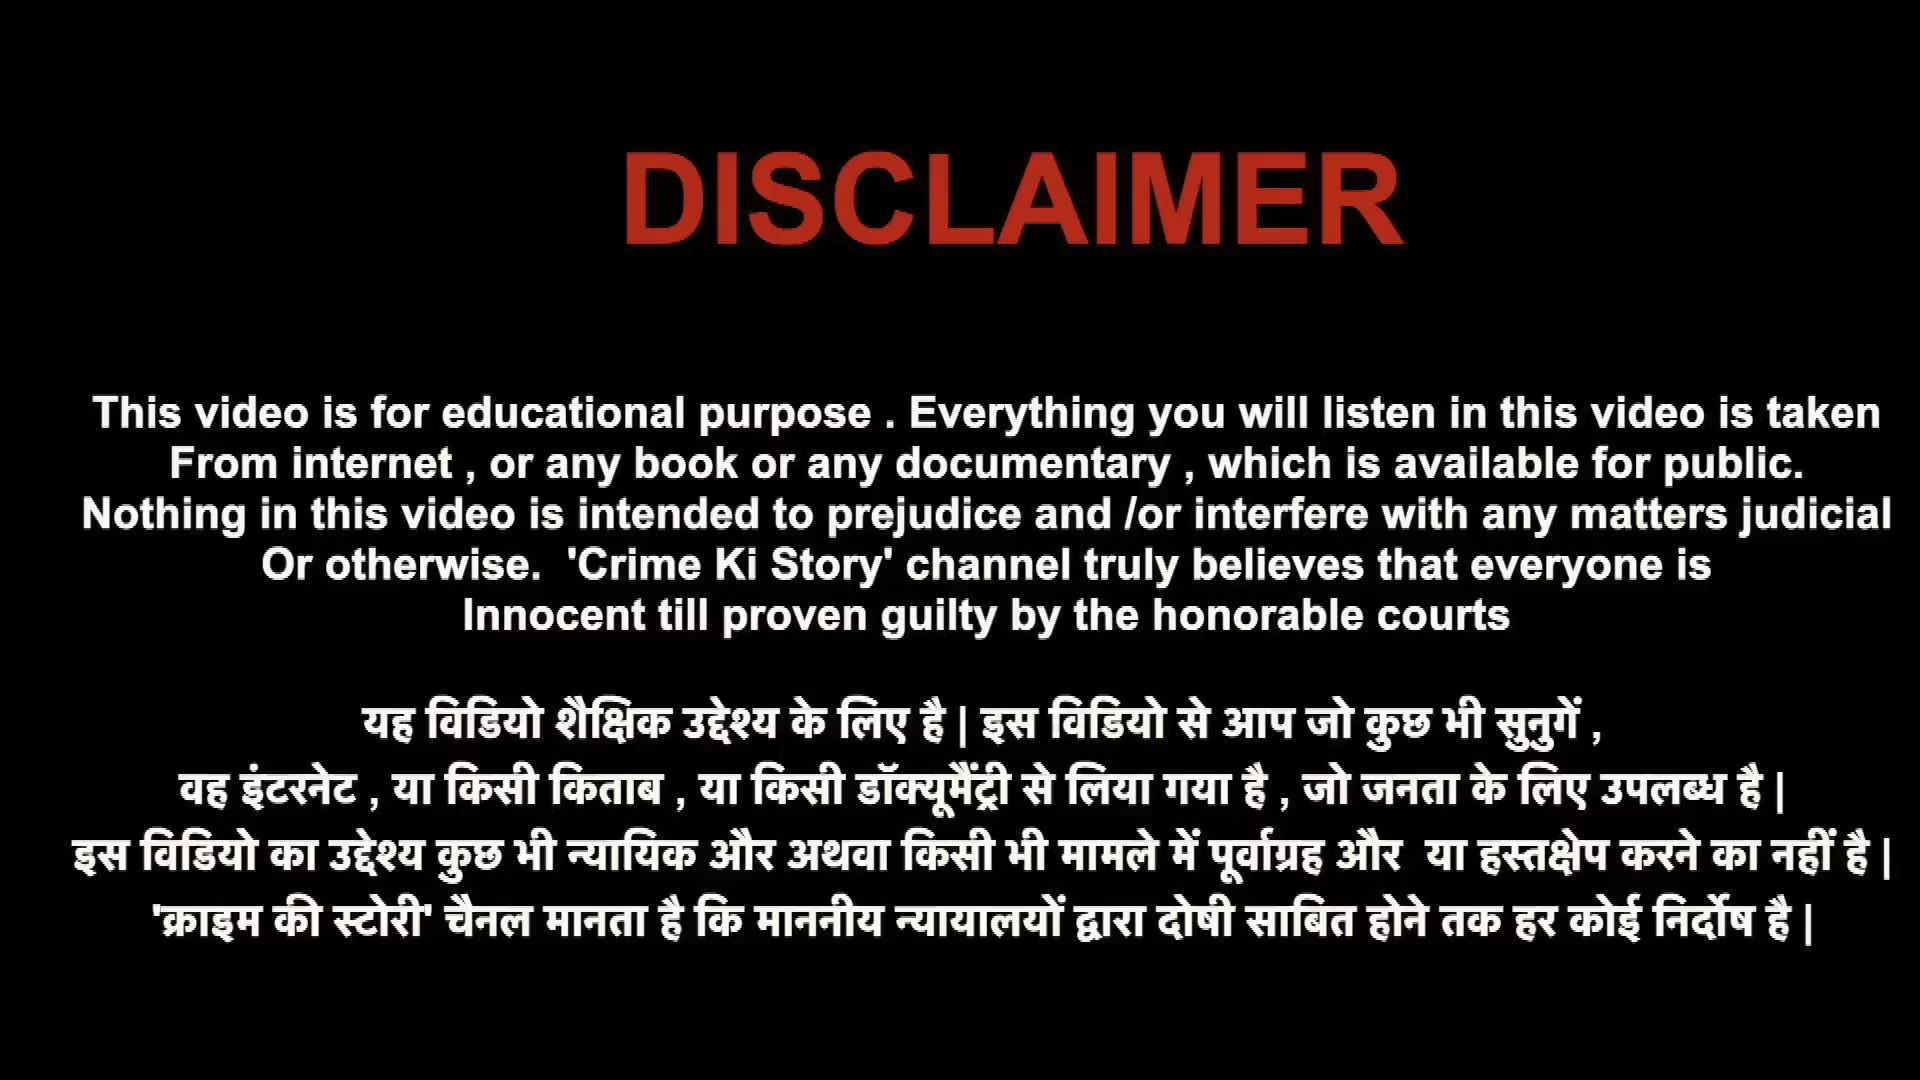 DISCLAIMER
This video is for educational purpose . Everything you will listen in this video is taken
From internet , or any book or any documentary , which is available for public.
Nothing in this video is intended to prejudice and /or interfere with any matters judicial
Or otherwise.  'Crime Ki Story' channel truly believes that everyone is
Innocent till proven guilty by the honorable courts
यह विडियो शैक्षिक उद्देश्य के लिए है | इस विडियो से आप जो कुछ भी सुनुगें ,
वह इंटरनेट , या किसी किताब , या किसी डॉक्यूमैंट्री से लिया गया है , जो जनता के लिए उपलब्ध है |
इस विडियो का उद्देश्य कुछ भी न्यायिक और अथवा किसी भी मामले में पूर्वाग्रह और  या हस्तक्षेप करने का नहीं है |
'क्राइम की स्टोरी' चैनल मानता है कि माननीय न्यायालयों द्वारा दोषी साबित होने तक हर कोई निर्दोष है |